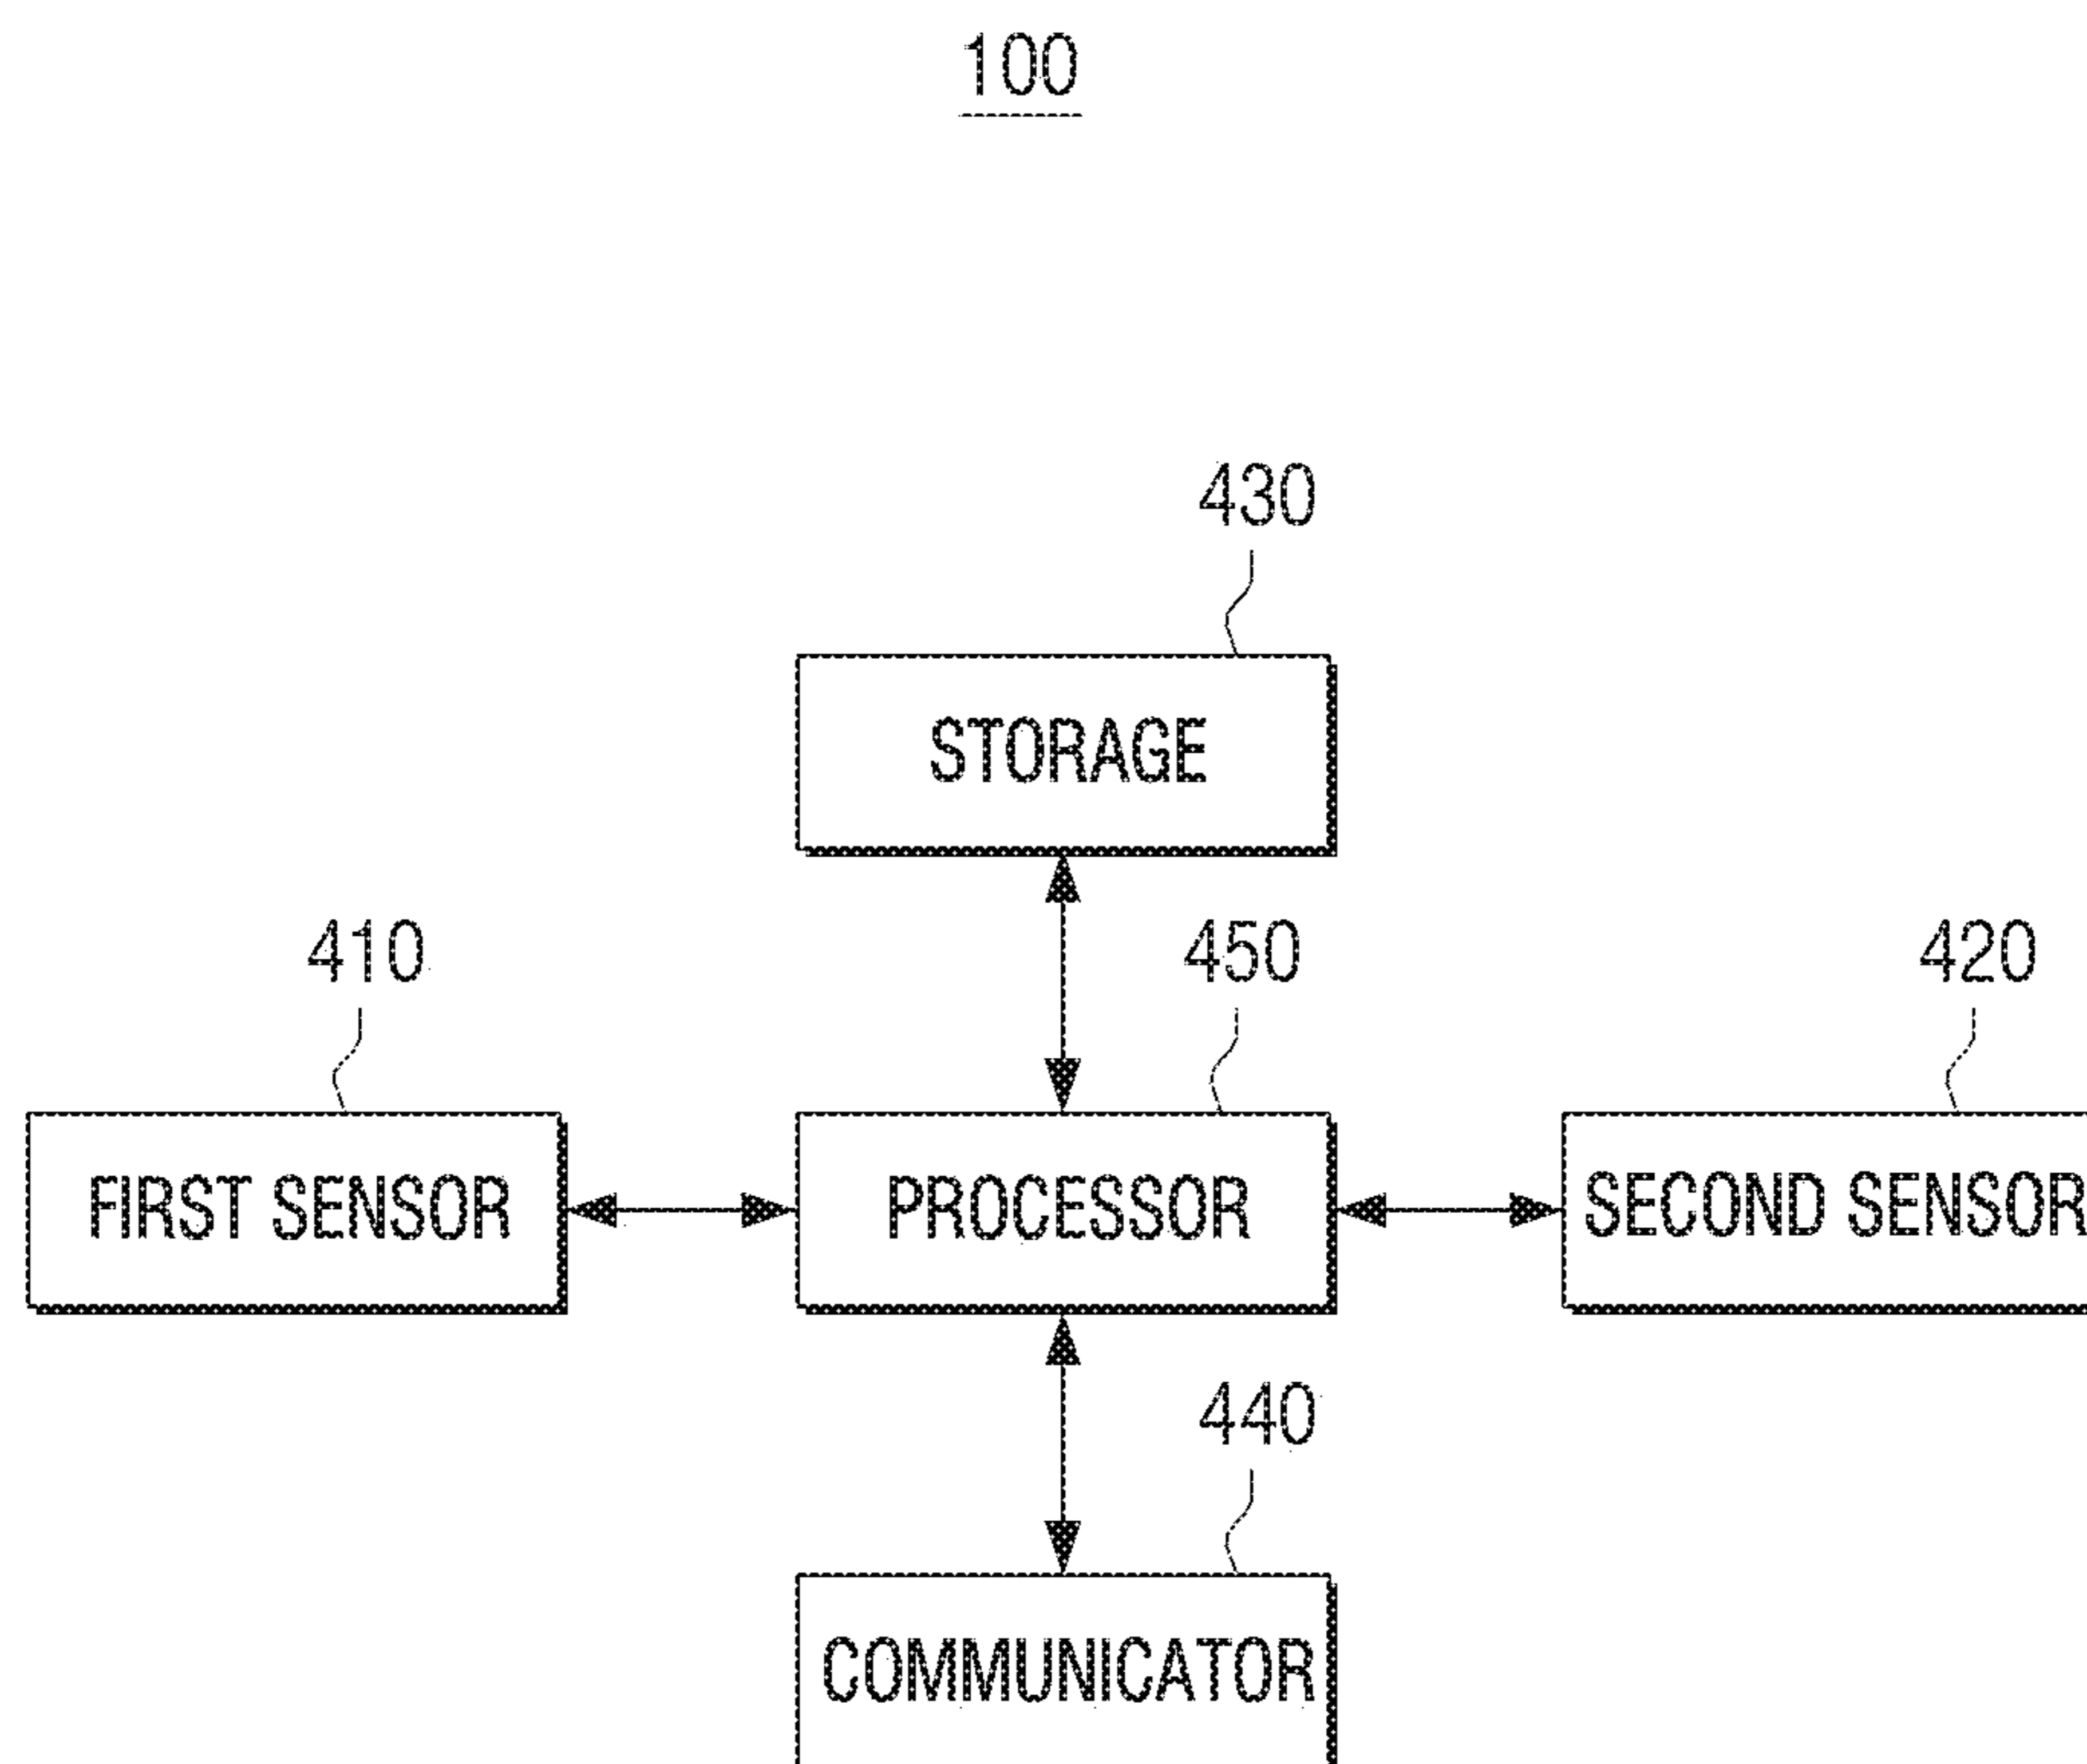 100
430
STORAGE
410
450
420
FIRST SENSOR
PROCESSOR
SECOND SENSOR
440
COMMUNICATOR